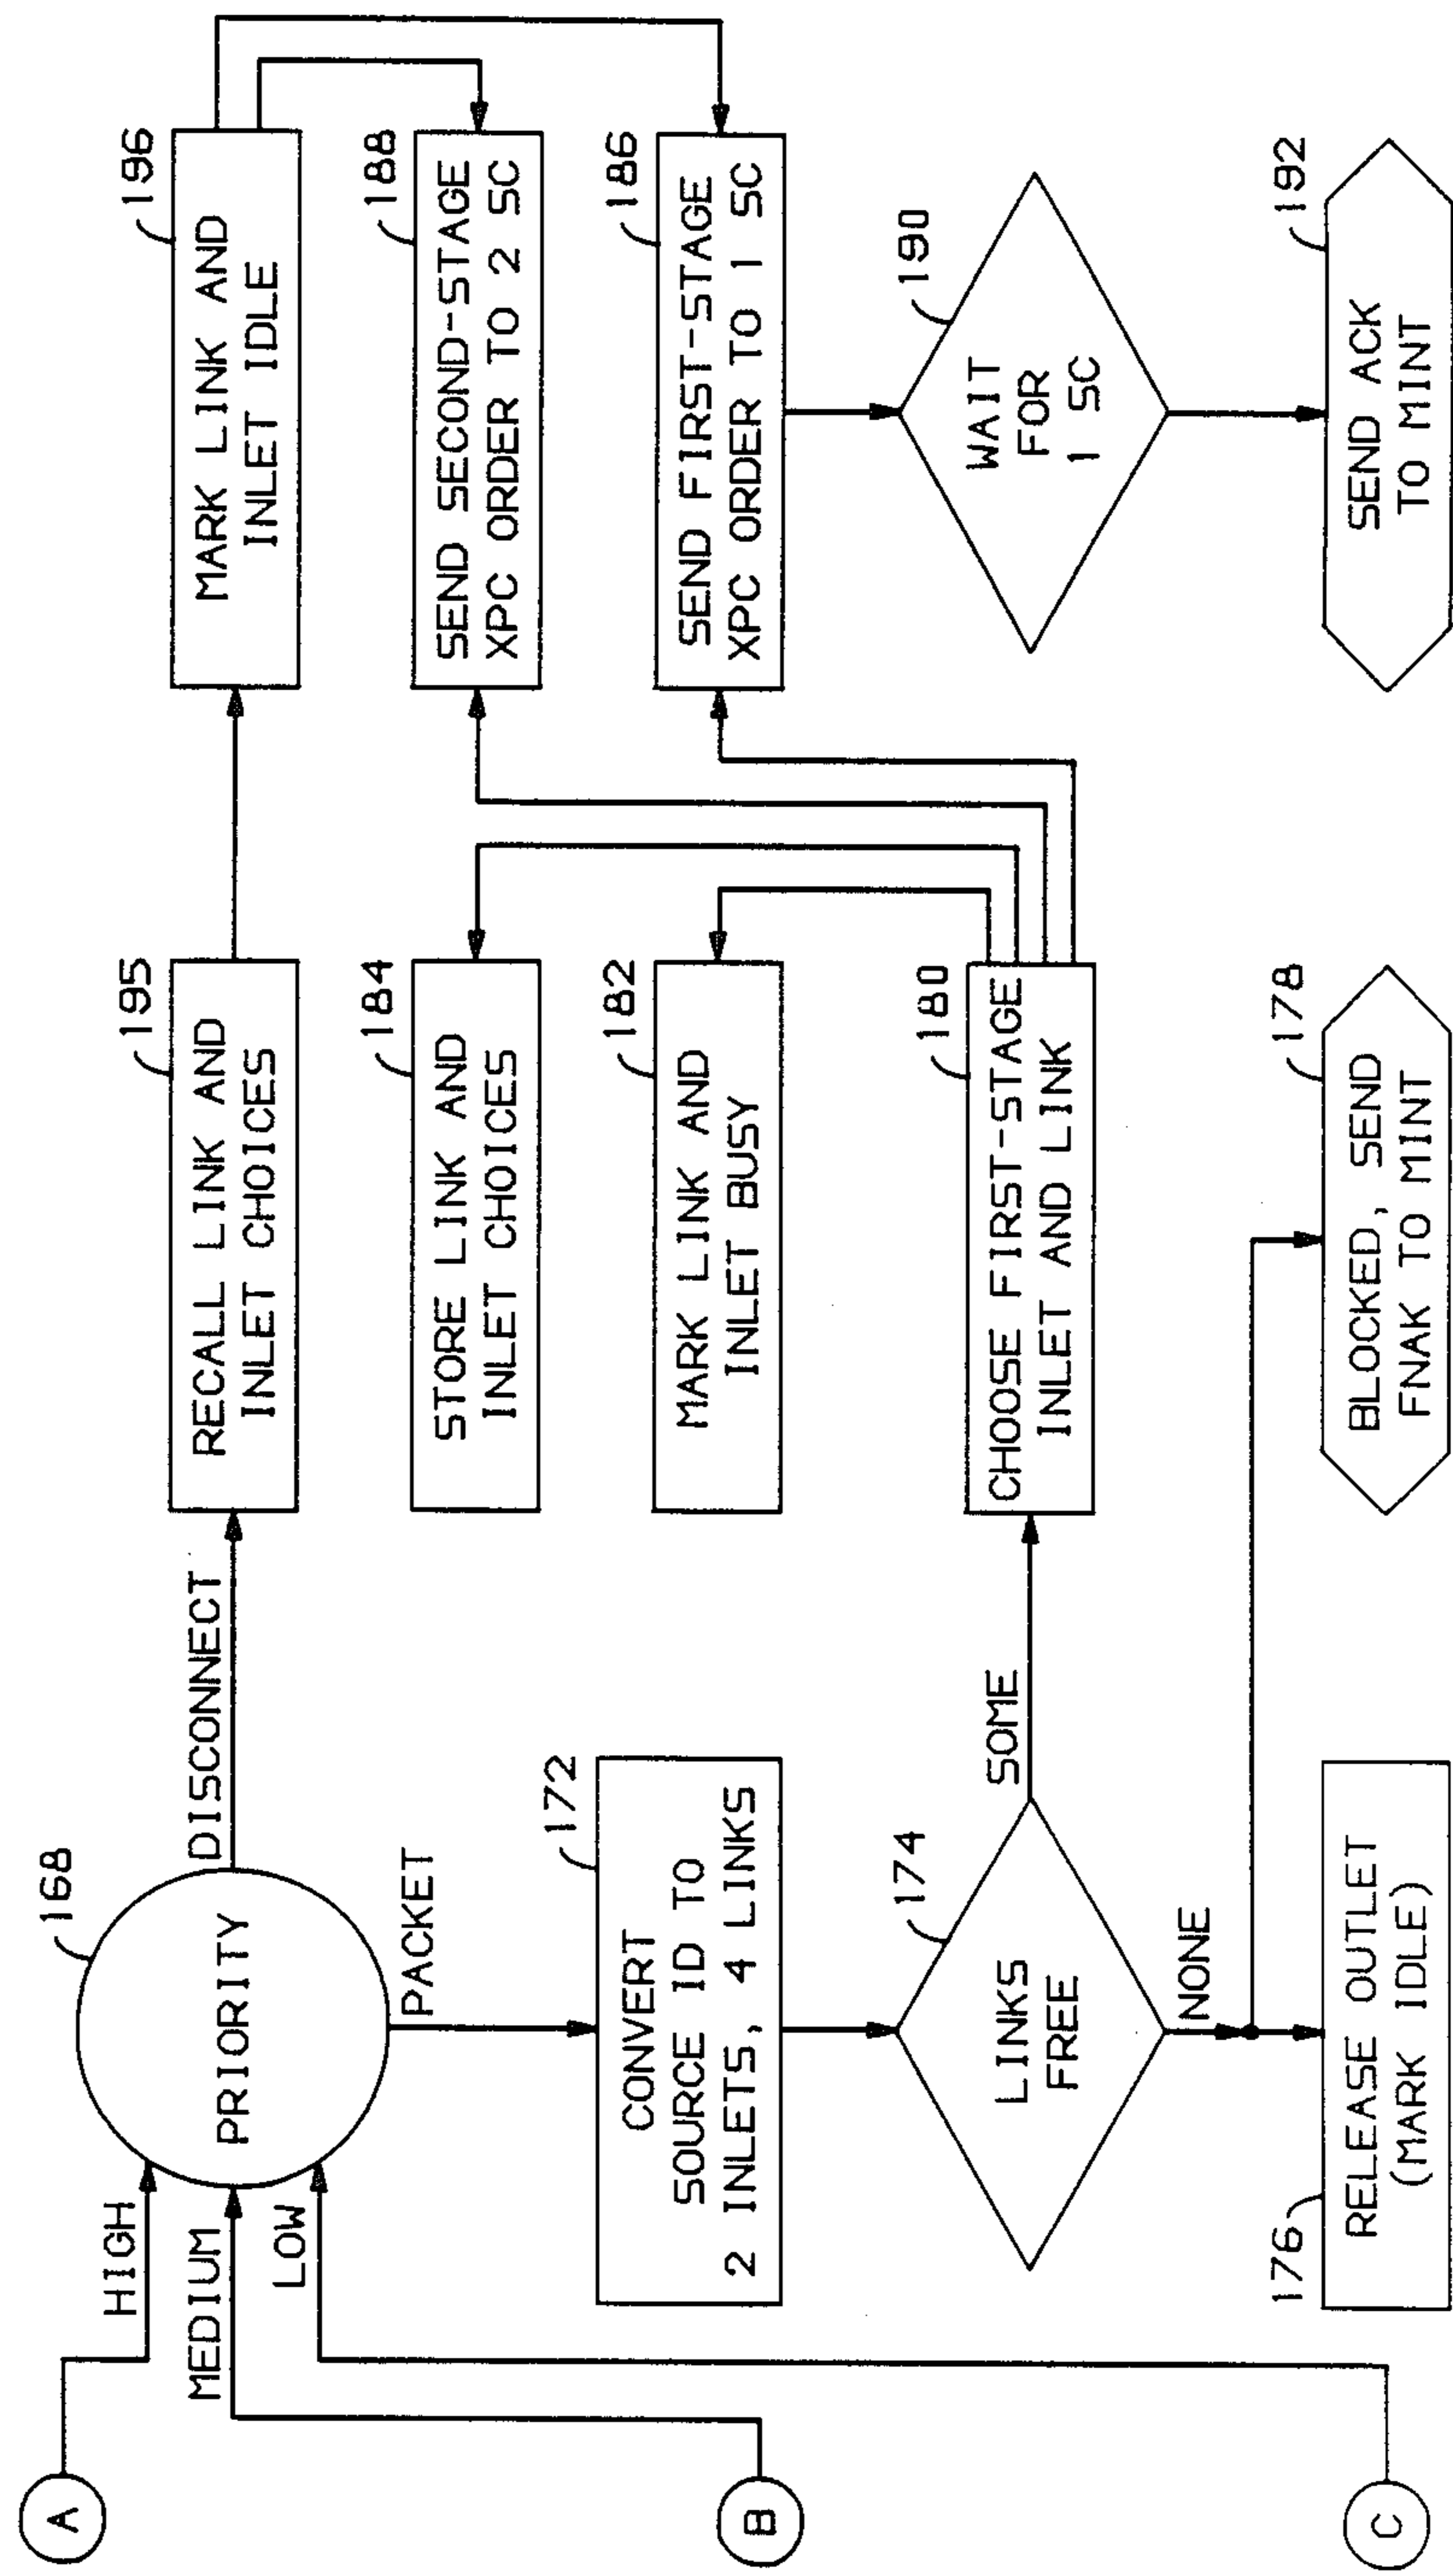 A
HIGH
MEDIUM
LOW
B
C
168
PRIORITY
DISCONNECT
PACKET
172
CONVERT
SOURCE ID TO
2 INLETS, 4 LINKS
174
LINKS
FREE
SOME
NONE
176
RELEASE OUTLET
(MARK IDLE)
195
RECALL LINK AND
INLET CHOICES
184
STORE LINK AND
INLET CHOICES
182
MARK LINK AND
INLET BUSY
180
CHOOSE FIRST-STAGE
INLET AND LINK
178
BLOCKED, SEND
FNAK TO MINT
196
MARK LINK AND
INLET IDLE
188
SEND SECOND-STAGE
XPC ORDER TO 2 SC
186
SEND FIRST-STAGE
XPC ORDER TO 1 SC
190
WAIT
FOR
1 SC
192
SEND ACK
TO MINT